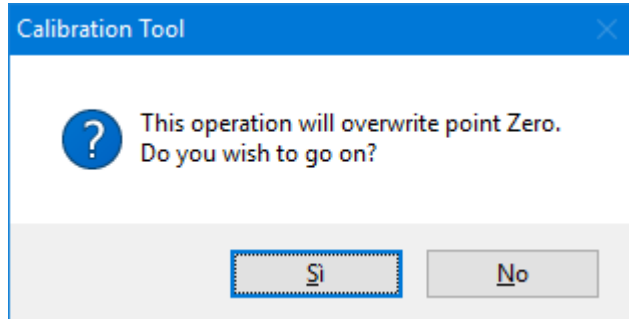 Calibration Tool
?
This operation will overwrite point Zero.
Do you wish to go on?
Sì
No